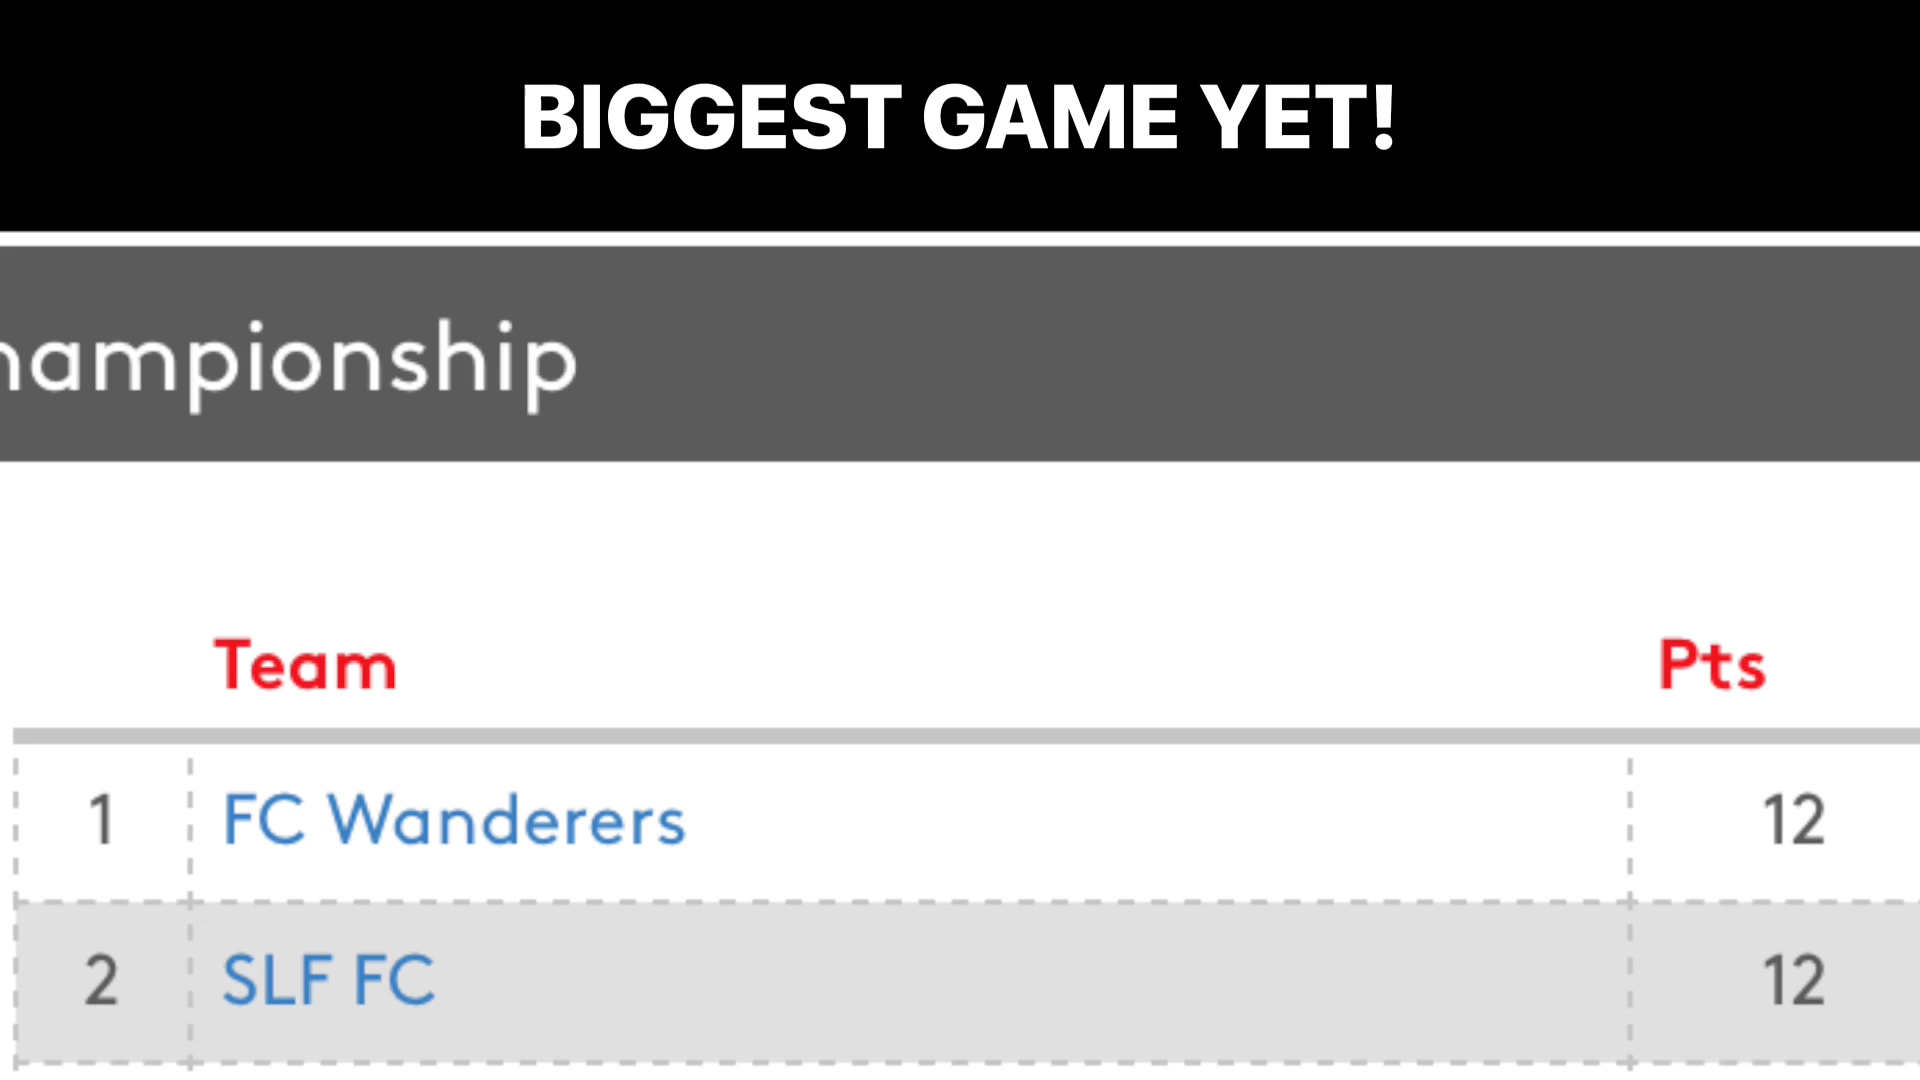 BIGGEST GAME YET!
hampionship
Team Pts
1 FC Wanderers 12
2 SLF FC 12